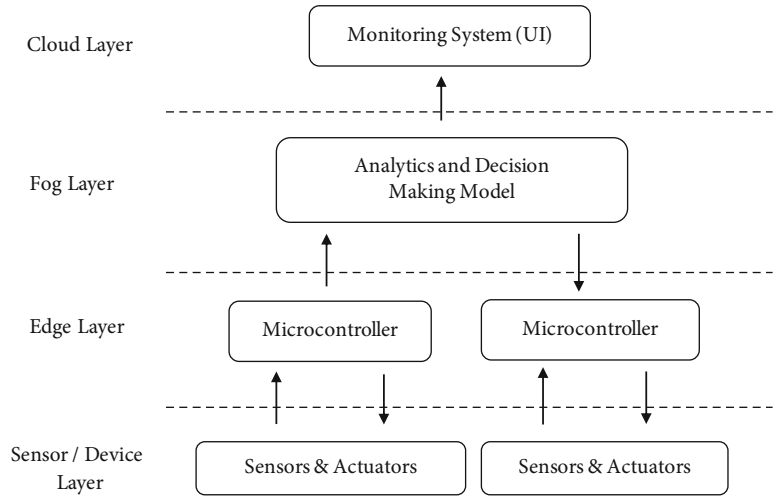 Cloud Layer
Monitoring System (UI)
Fog Layer
Analytics and Decision
Making Model
Edge Layer
Microcontroller
Microcontroller
Sensor / Device
Layer
Sensors & Actuators
Sensors & Actuators